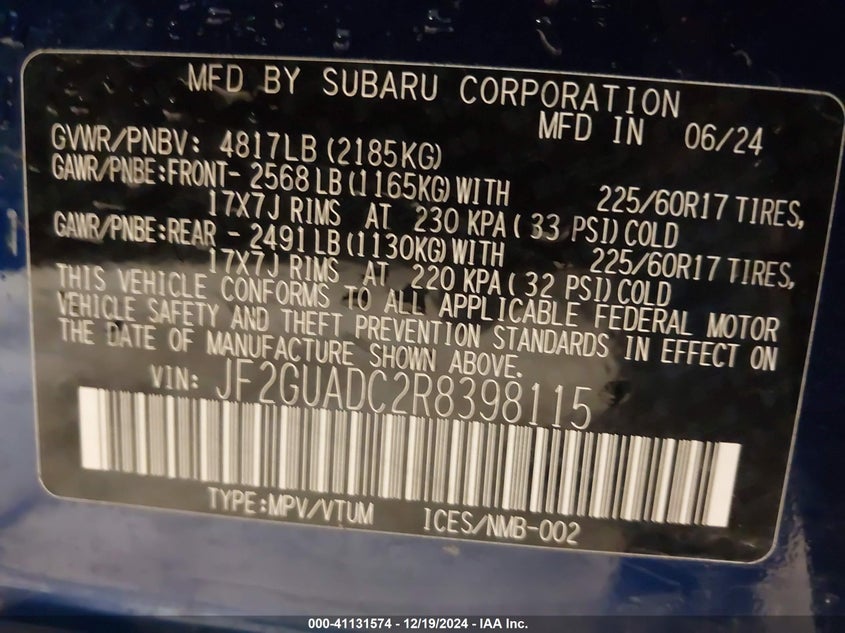 MFD BY SUBARU CORPORATION
MFD IN 06/24
GVWR/PNBV: 4817LB (2185KG)
GAWR/PNBE:FRONT- 2568 LB (1165KG) WITH 225/60R17 TIRES,
17X7J RIMS AT 230 KPA ( 33 PSI) COLD
GAWR/PNBE:REAR - 2491 LB (1130KG) WITH 225/60R17 TIRES,
17X7J RIMS AT 220 KPA ( 32 PSI) COLD
THIS VEHICLE CONFORMS TO ALL APPLICABLE FEDERAL MOTOR
VEHICLE SAFETY AND THEFT PREVENTION STANDARDS IN EFFECT ON
THE DATE OF MANUFACTURE SHOWN ABOVE.
VIN: JF2GUADC2R8398115
TYPE:MPV/VTUM ICES/NMB-002
000-41131574 - 12/19/2024 - IAA Inc.